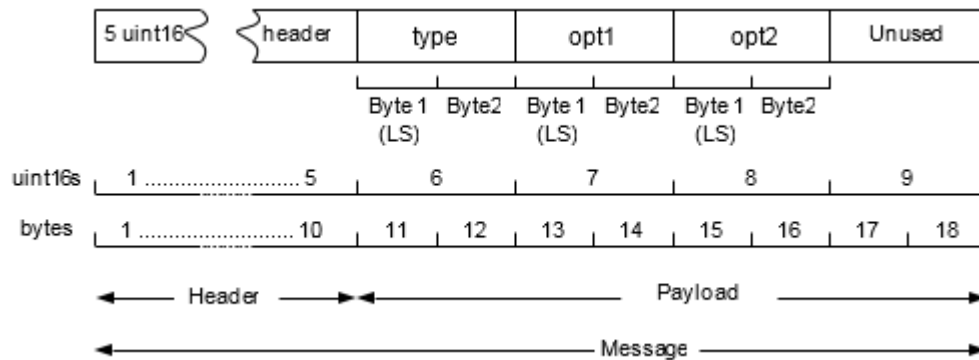 5 uint16 header type opt1 opt2 Unused
Byte 1 Byte2 Byte 1 Byte2 Byte 1 Byte2
(LS) (LS) (LS)
uint16s 1 ........................... 5 6 7 8 9
bytes 1 ........................... 10 11 12 13 14 15 16 17 18
Header Payload
Message